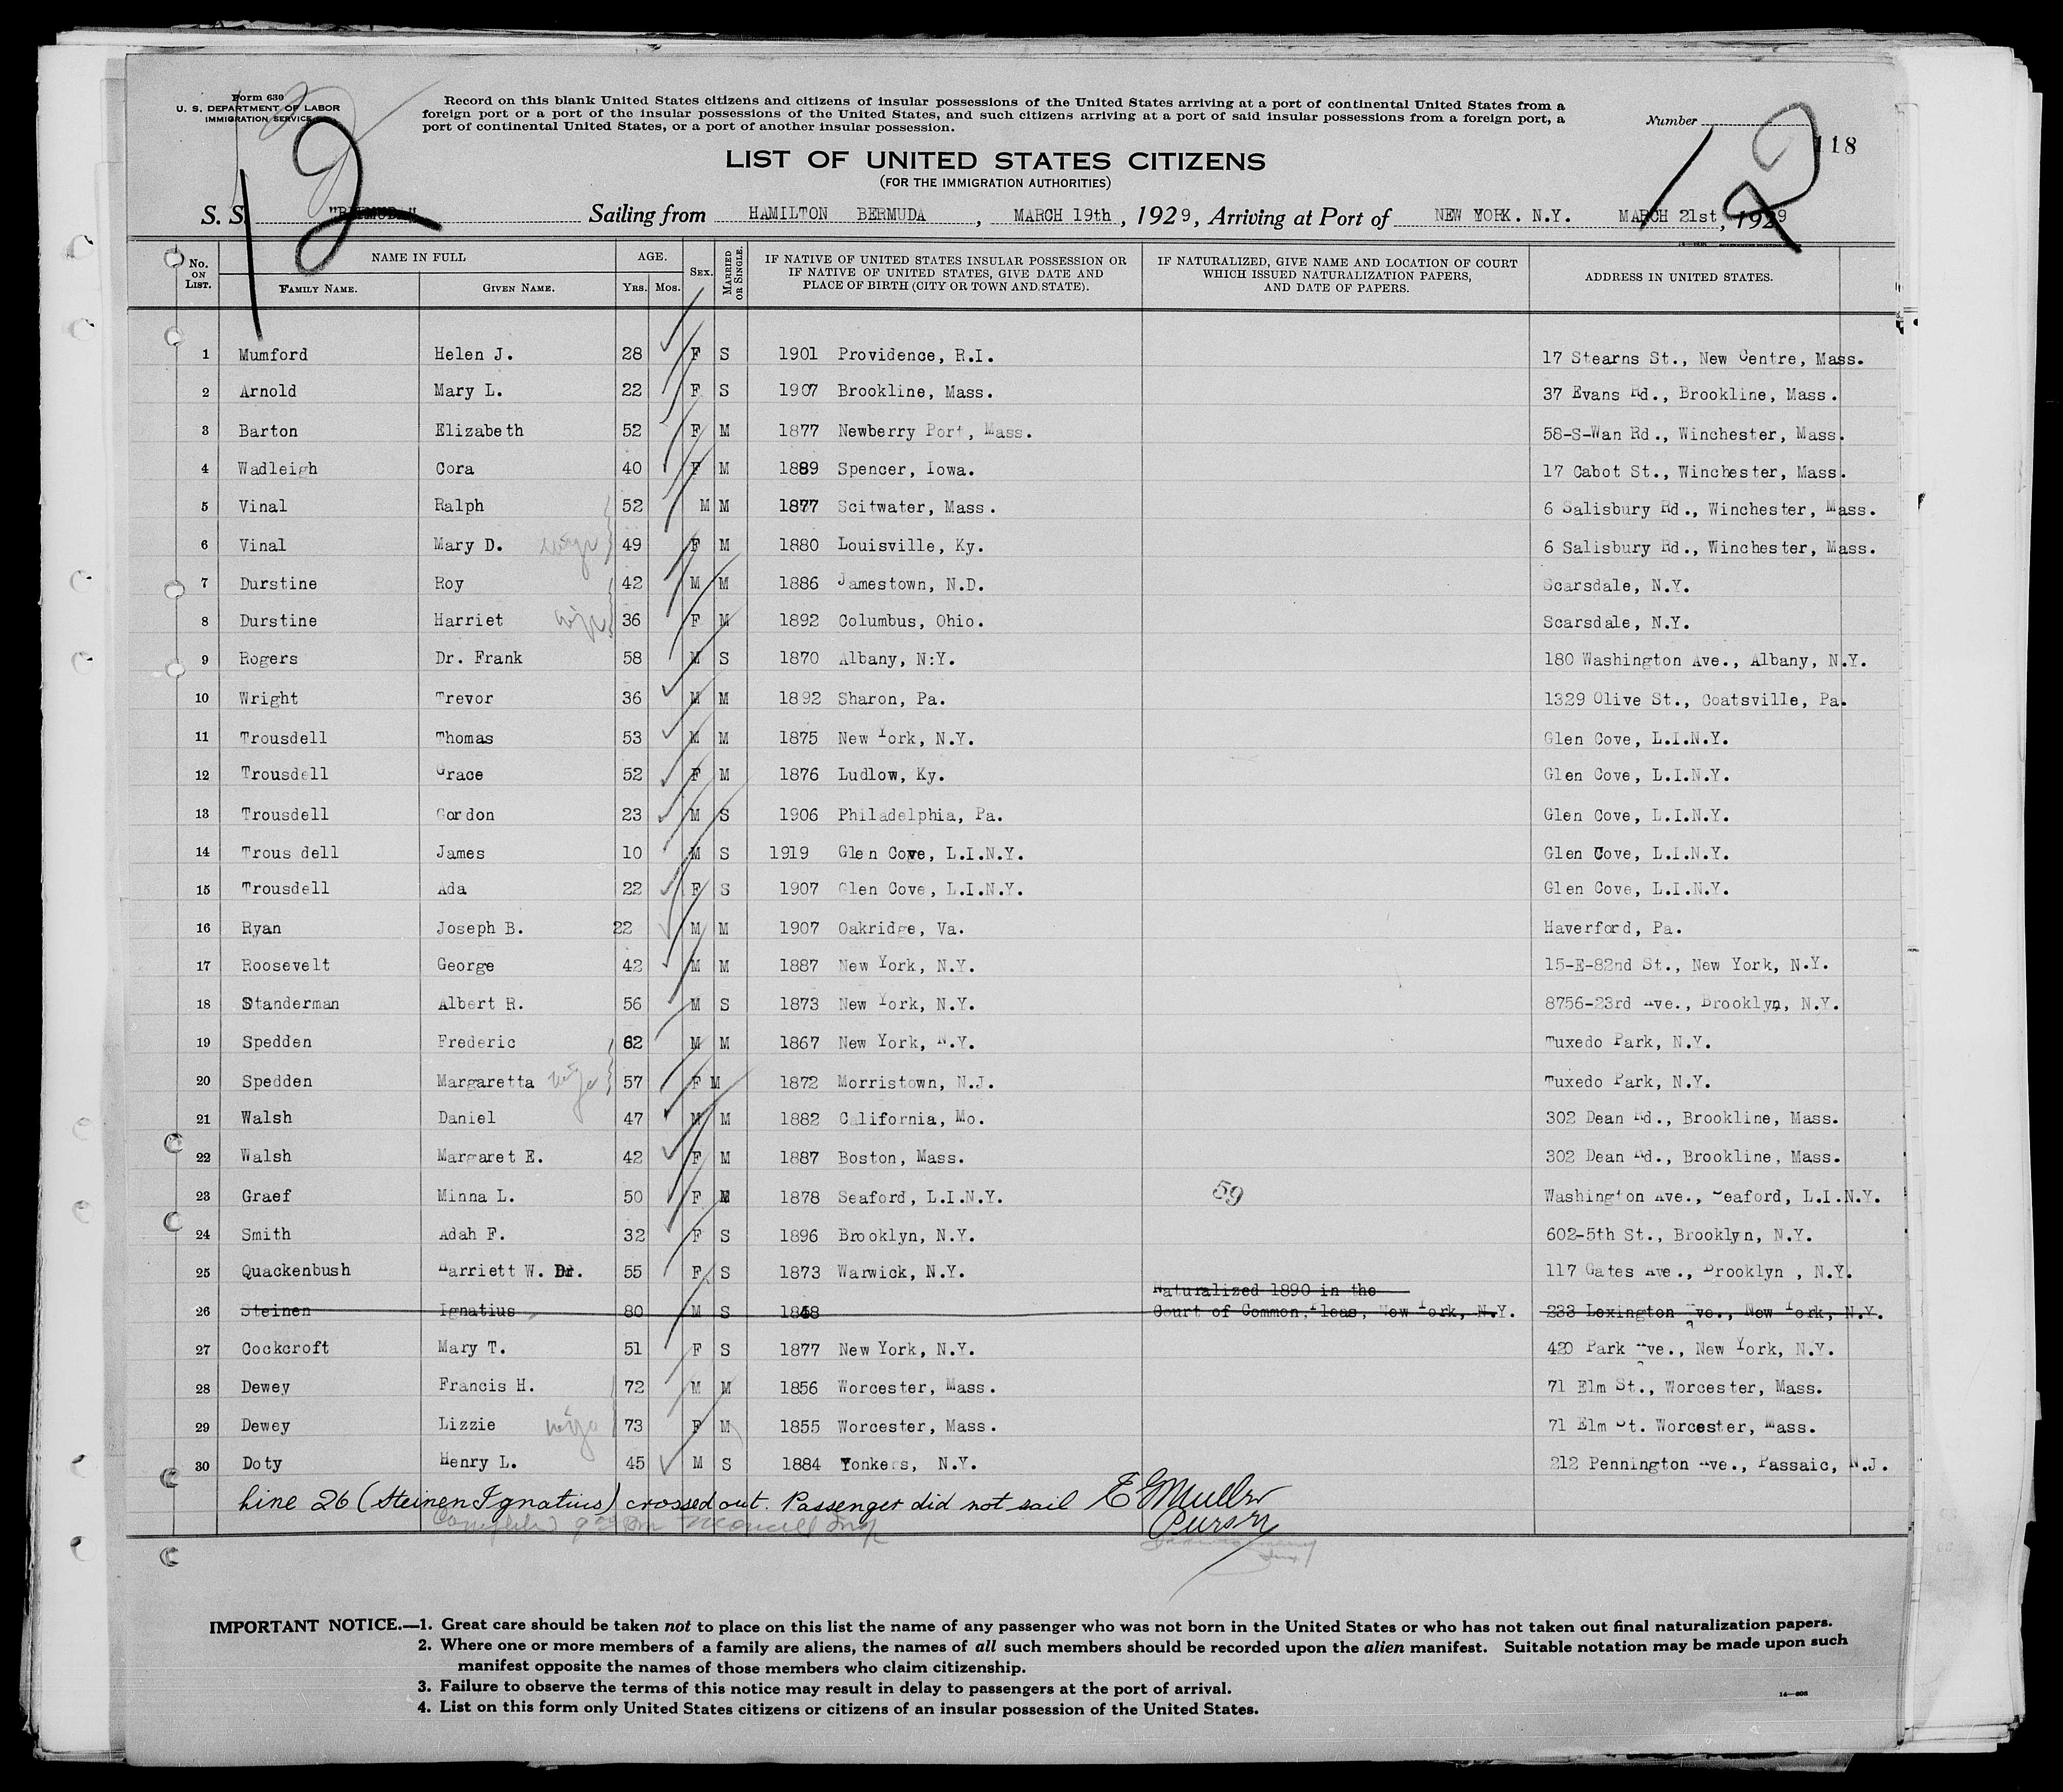 Form 630
U. S. DEPARTMENT OF LABOR
IMMIGRATION SERVICE
Record on this blank United States citizens and citizens of insular possessions of the United States arriving at a port of continental United States from a
foreign port or a port of the insular possessions of the United States, and such citizens arriving at a port of said insular possessions from a foreign port, a
port of continental United States, or a port of another insular possession.
Number
118
12
12
LIST OF UNITED STATES CITIZENS
(FOR THE IMMIGRATION AUTHORITIES)
S. S. "BERMUDA" Sailing from HAMILTON BERMUDA, MARCH 19th, 1929, Arriving at Port of NEW YORK. N.Y. MARCH 21st, 1929
No. ON LIST. NAME IN FULL FAMILY NAME. GIVEN NAME. AGE. YRS. MOS. SEX. MARRIED OR SINGLE. IF NATIVE OF UNITED STATES INSULAR POSSESSION OR IF NATIVE OF UNITED STATES, GIVE DATE AND PLACE OF BIRTH (CITY OR TOWN AND STATE). IF NATURALIZED, GIVE NAME AND LOCATION OF COURT WHICH ISSUED NATURALIZATION PAPERS, AND DATE OF PAPERS. ADDRESS IN UNITED STATES.
1 Mumford Helen J. 28 F S 1901 Providence, R.I. 17 Stearns St., New Centre, Mass.
2 Arnold Mary L. 22 F S 1907 Brookline, Mass. 37 Evans Rd., Brookline, Mass.
3 Barton Elizabeth 52 F M 1877 Newberry Port, Mass. 58-S-Wan Rd., Winchester, Mass.
4 Wadleigh Cora 40 F M 1889 Spencer, Iowa. 17 Cabot St., Winchester, Mass.
5 Vinal Ralph 52 M M 1877 Scitwater, Mass. 6 Salisbury Rd., Winchester, Mass.
6 Vinal Mary D. wife 49 F M 1880 Louisville, Ky. 6 Salisbury Rd., Winchester, Mass.
7 Durstine Roy 42 M M 1886 Jamestown, N.D. Scarsdale, N.Y.
8 Durstine Harriet wife 36 F M 1892 Columbus, Ohio. Scarsdale, N.Y.
9 Rogers Dr. Frank 58 M S 1870 Albany, N:Y. 180 Washington Ave., Albany, N.Y.
10 Wright Trevor 36 M M 1892 Sharon, Pa. 1329 Olive St., Coatsville, Pa.
11 Trousdell Thomas 53 M M 1875 New York, N.Y. Glen Cove, L.I.N.Y.
12 Trousdell Grace 52 F M 1876 Ludlow, Ky. Glen Cove, L.I.N.Y.
13 Trousdell Gordon 23 M S 1906 Philadelphia, Pa. Glen Cove, L.I.N.Y.
14 Trous dell James 10 M S 1919 Glen Cove, L.I.N.Y. Glen Cove, L.I.N.Y.
15 Trousdell Ada 22 F S 1907 Glen Cove, L.I.N.Y. Glen Cove, L.I.N.Y.
16 Ryan Joseph B. 22 M M 1907 Oakridge, Va. Haverford, Pa.
17 Roosevelt George 42 M M 1887 New York, N.Y. 15-E-82nd St., New York, N.Y.
18 Standerman Albert R. 56 M S 1873 New York, N.Y. 8756-23rd Ave., Brooklyn, N.Y.
19 Spedden Frederic 62 M M 1867 New York, N.Y. Tuxedo Park, N.Y.
20 Spedden Margaretta wife 57 F M 1872 Morristown, N.J. Tuxedo Park, N.Y.
21 Walsh Daniel 47 M M 1882 California, Mo. 302 Dean Rd., Brookline, Mass.
22 Walsh Margaret E. 42 F M 1887 Boston, Mass. 302 Dean Rd., Brookline, Mass.
23 Graef Minna L. 50 F M 1878 Seaford, L.I.N.Y. 59 Washington Ave., Seaford, L.I.N.Y.
24 Smith Adah F. 32 F S 1896 Brooklyn, N.Y. 602-5th St., Brooklyn, N.Y.
25 Quackenbush Harriett W. Dr. 55 F S 1873 Warwick, N.Y. 117 Gates Ave., Brooklyn , N.Y.
Naturalized 1890 in the
26 Steinen Ignatius 80 M S Court of Common, Pleas, New York, N.Y. 233 Lexington Ave., New York, N.Y.
27 Cockcroft Mary T. 51 F S 1877 New York, N.Y. 420 Park Ave., New York, N.Y.
28 Dewey Francis H. 72 M M 1856 Worcester, Mass. 71 Elm St., Worcester, Mass.
29 Dewey Lizzie wife 73 F M 1855 Worcester, Mass. 71 Elm St. Worcester, Mass.
30 Doty Henry L. 45 M S 1884 Yonkers, N.Y. 212 Pennington Ave., Passaic, N.J.
Line 26 (Steinen Ignatius) crossed out. Passenger did not sail E G Muller
Purser
IMPORTANT NOTICE.—1. Great care should be taken not to place on this list the name of any passenger who was not born in the United States or who has not taken out final naturalization papers.
2. Where one or more members of a family are aliens, the names of all such members should be recorded upon the alien manifest. Suitable notation may be made upon such
manifest opposite the names of those members who claim citizenship.
3. Failure to observe the terms of this notice may result in delay to passengers at the port of arrival.
4. List on this form only United States citizens or citizens of an insular possession of the United States.